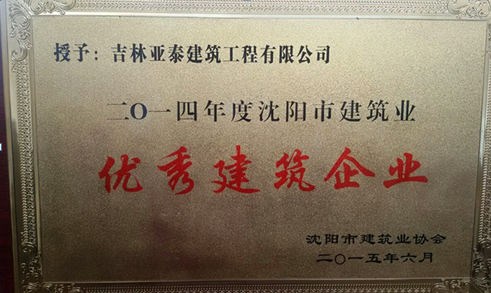 授予：吉林亚泰建筑工程有限公司
二〇一四年度沈阳市建筑业
优秀建筑企业
沈阳市建筑业协会
二〇一五年六月